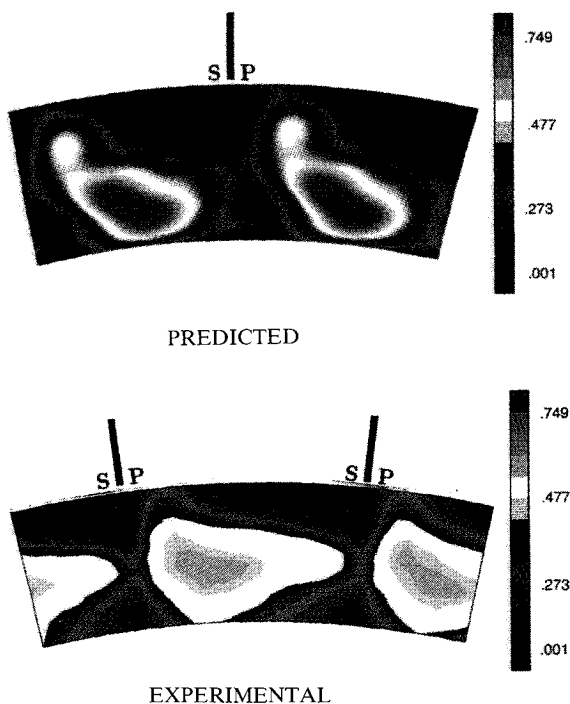 S P
.749
.477
.273
.001
PREDICTED
S P
S P
.749
.477
.273
.001
EXPERIMENTAL